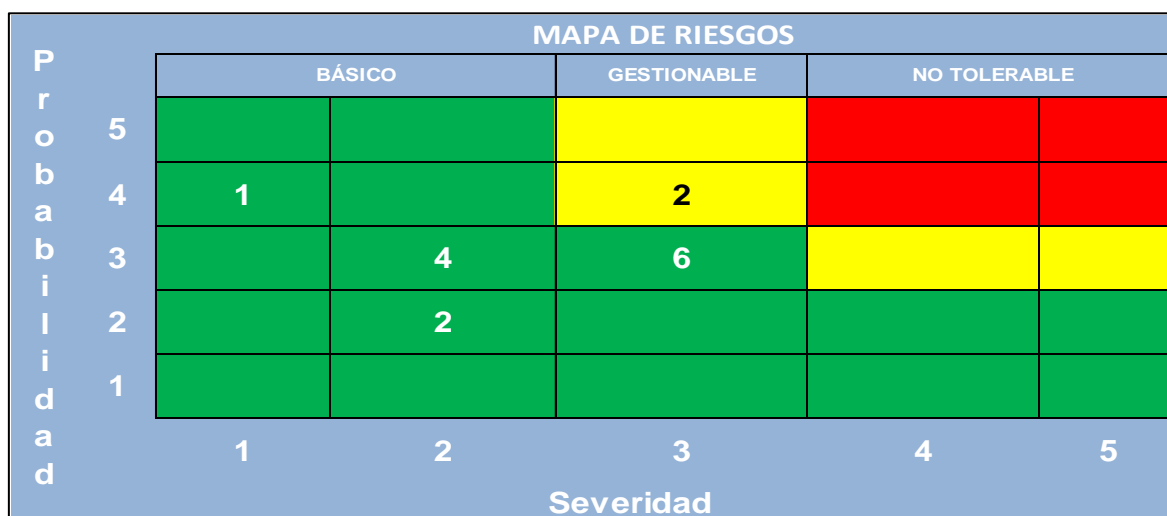 MAPA DE RIESGOS
Probabilidad
BÁSICO GESTIONABLE NO TOLERABLE
5
4 1 2
3 4 6
2 2
1
1 2 3 4 5
Severidad